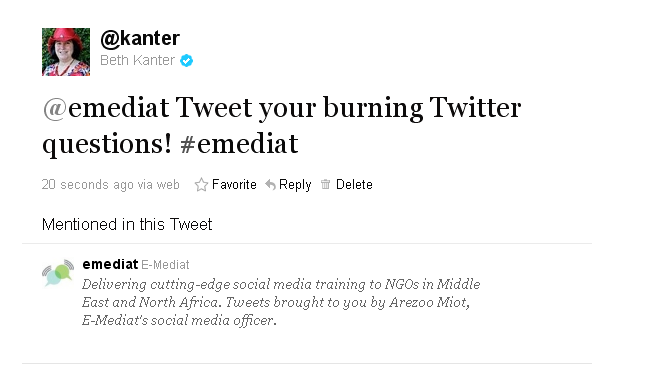 @kanter
Beth Kanter
@emediat Tweet your burning Twitter
questions! #emediat
20 seconds ago via web Favorite Reply Delete
Mentioned in this Tweet
emediat E-Mediat
Delivering cutting-edge social media training to NGOs in Middle
East and North Africa. Tweets brought to you by Arezoo Miot,
E-Mediat's social media officer.